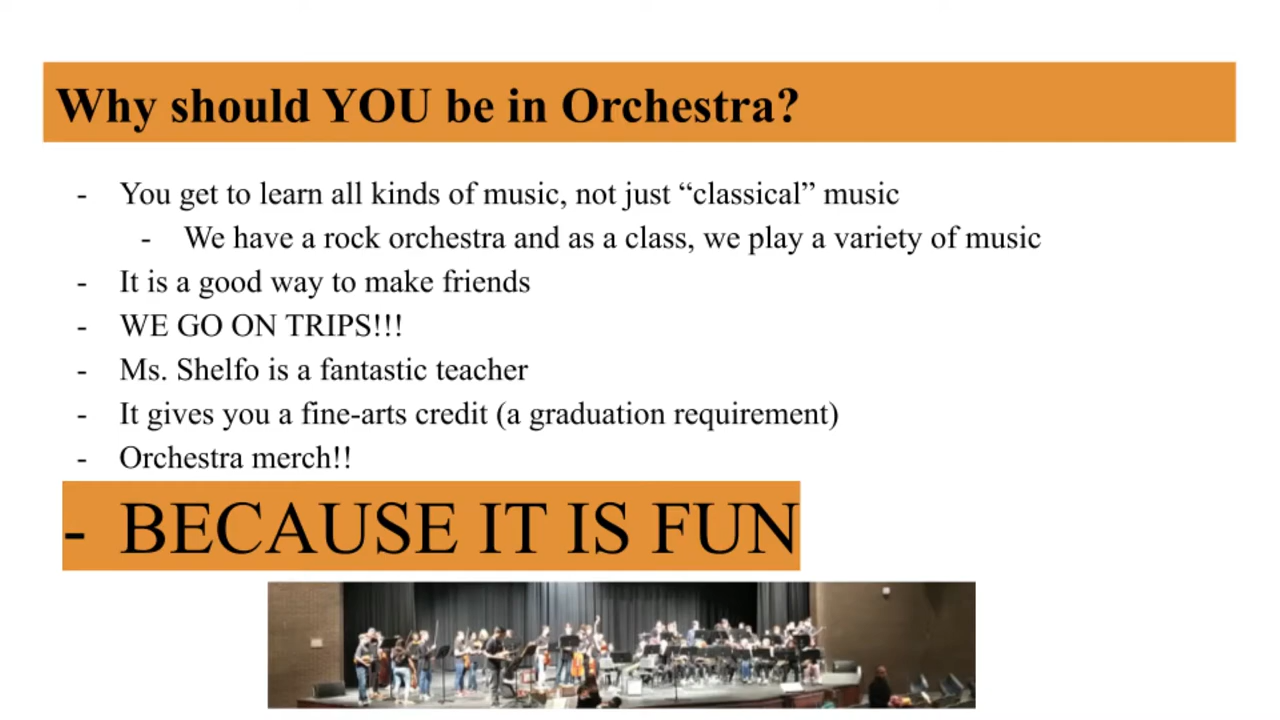 Why should YOU be in Orchestra?
- You get to learn all kinds of music, not just “classical” music
- We have a rock orchestra and as a class, we play a variety of music
- It is a good way to make friends
- WE GO ON TRIPS!!!
- Ms. Shelfo is a fantastic teacher
- It gives you a fine-arts credit (a graduation requirement)
- Orchestra merch!!
- BECAUSE IT IS FUN